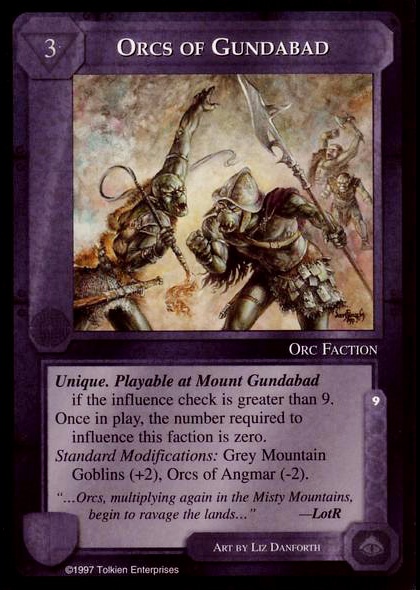 3
ORCS OF GUNDABAD
ORC FACTION
Unique. Playable at Mount Gundabad
if the influence check is greater than 9.
9
Once in play, the number required to
influence this faction is zero.
Standard Modifications: Grey Mountain
Goblins (+2), Orcs of Angmar (-2).
“...Orcs, multiplying again in the Misty Mountains,
begin to ravage the lands...” —LotR
ART BY LIZ DANFORTH
©1997 Tolkien Enterprises